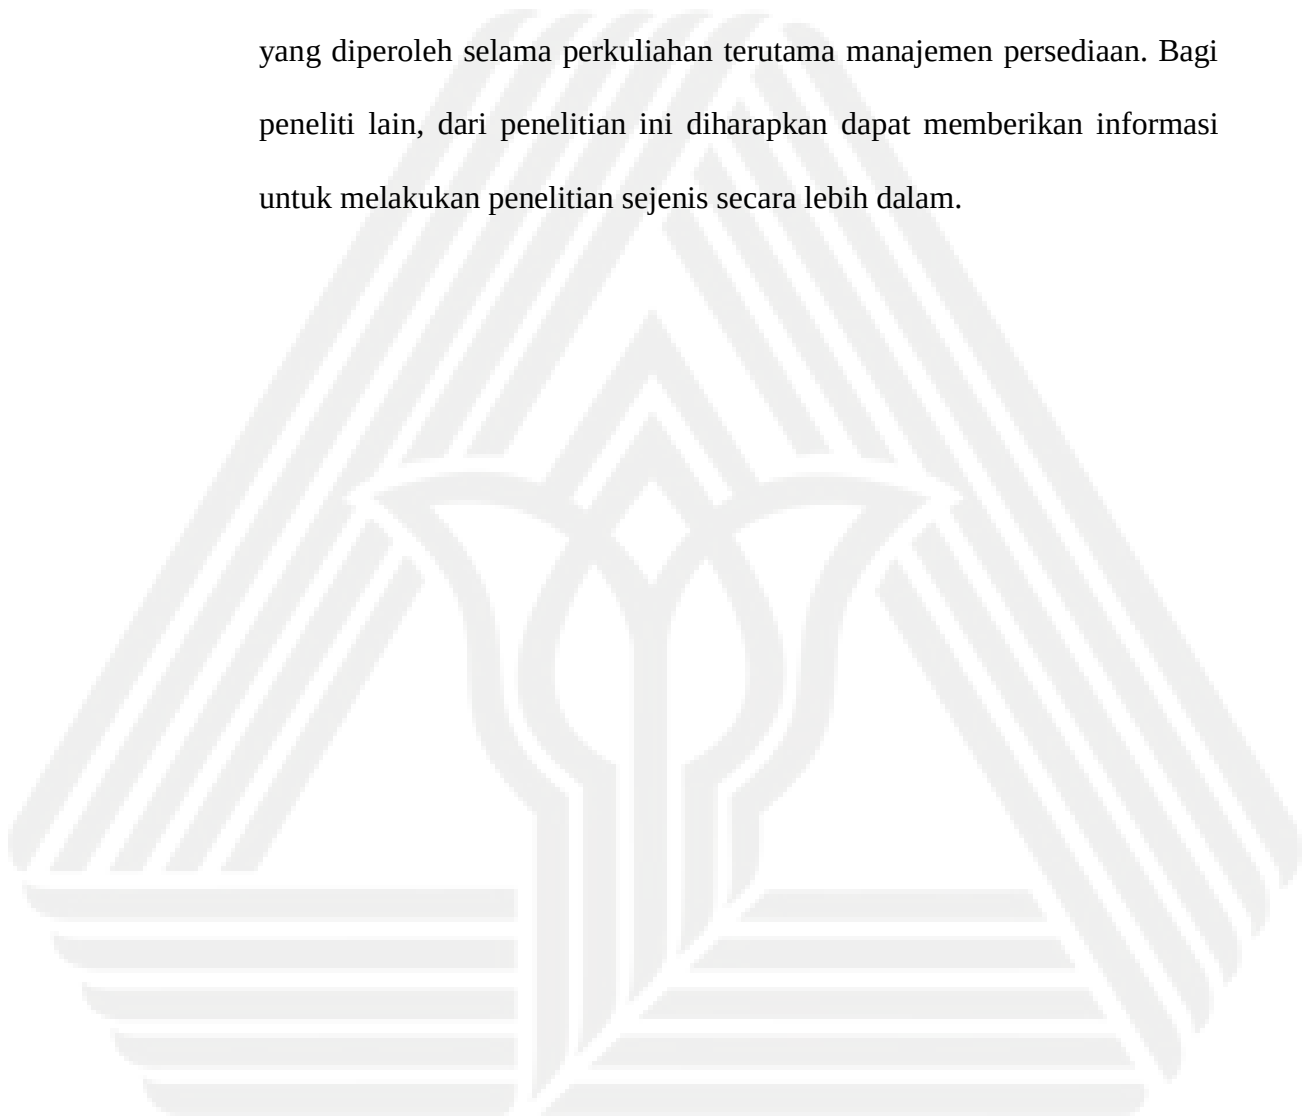 yang diperoleh selama perkuliahan terutama manajemen persediaan. Bagi
peneliti lain, dari penelitian ini diharapkan dapat memberikan informasi
untuk melakukan penelitian sejenis secara lebih dalam.